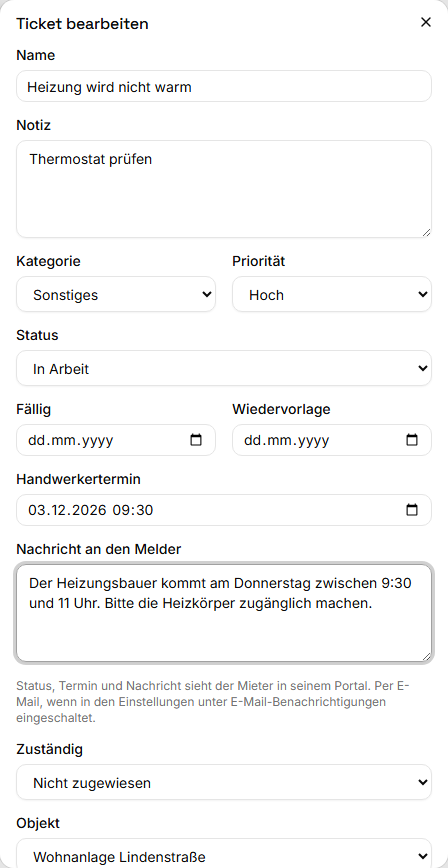 Ticket bearbeiten
Name
Heizung wird nicht warm
Notiz
Thermostat prüfen
Kategorie Priorität
Sonstiges Hoch
Status
In Arbeit
Fällig Wiedervorlage
dd.mm.yyyy dd.mm.yyyy
Handwerkertermin
03.12.2026 09:30
Nachricht an den Melder
Der Heizungsbauer kommt am Donnerstag zwischen 9:30
und 11 Uhr. Bitte die Heizkörper zugänglich machen.
Status, Termin und Nachricht sieht der Mieter in seinem Portal. Per E-
Mail, wenn in den Einstellungen unter E-Mail-Benachrichtigungen
eingeschaltet.
Zuständig
Nicht zugewiesen
Objekt
Wohnanlage Lindenstraße